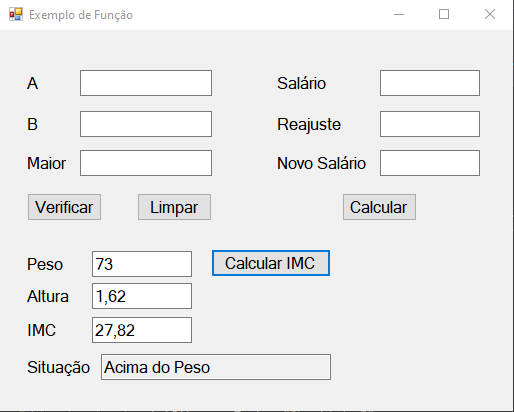 Exemplo de Função
A Salário
B Reajuste
Maior Novo Salário
Verificar Limpar Calcular
Peso 73 Calcular IMC
Altura 1,62
IMC 27,82
Situação Acima do Peso